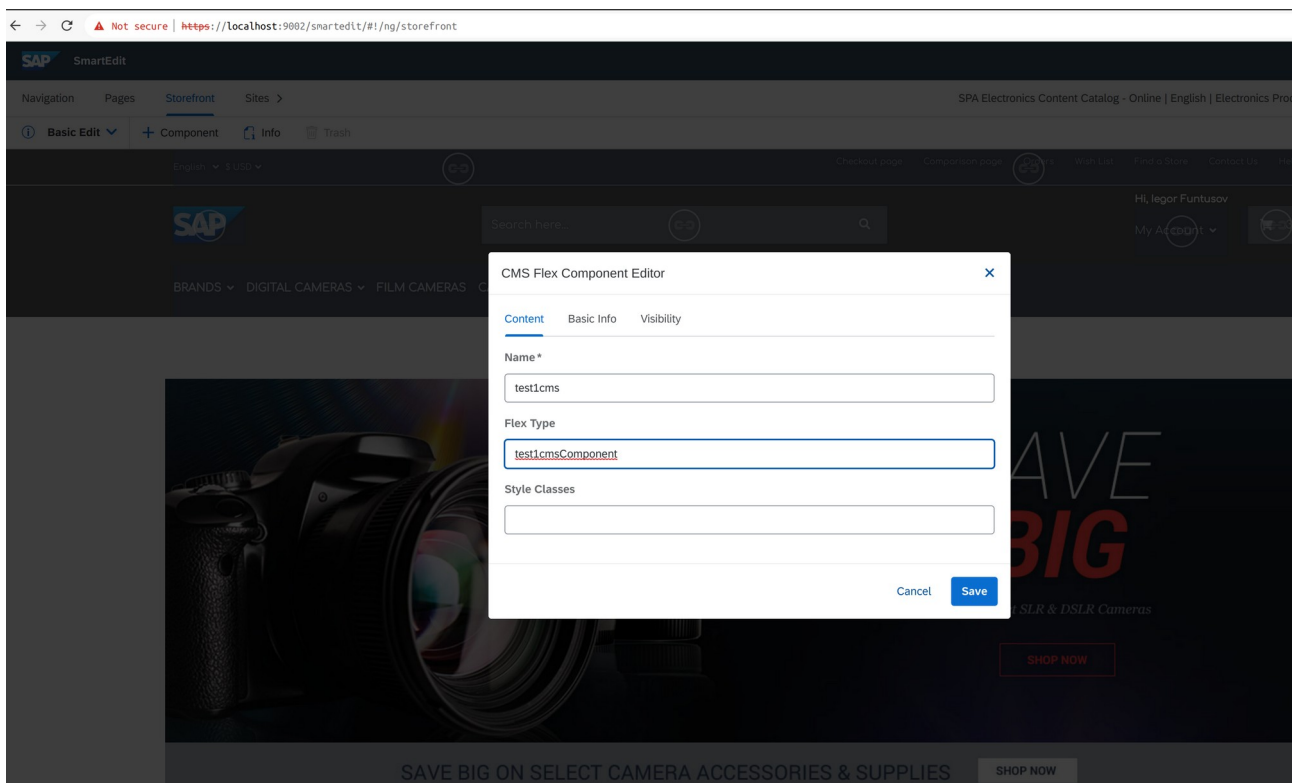 Not secure | https://localhost:9002/smartedit/#!/ng/storefront
SAP SmartEdit
Navigation Pages Storefront Sites >
SPA Electronics Content Catalog - Online | English | Electronics
Basic Edit + Component Info Trash
English $ USD
Checkout page Comparison page Wish List Find a Store Contact Us
Hi, Iegor Funtusov
SAP
Search here...
My Account
BRANDS DIGITAL CAMERAS FILM CAMERAS
CMS Flex Component Editor
Content Basic Info Visibility
Name*
test1cms
Flex Type
test1cmsComponent
Style Classes
Cancel Save
BIG
SLR & DSLR Cameras
SHOP NOW
SAVE BIG ON SELECT CAMERA ACCESSORIES & SUPPLIES SHOP NOW